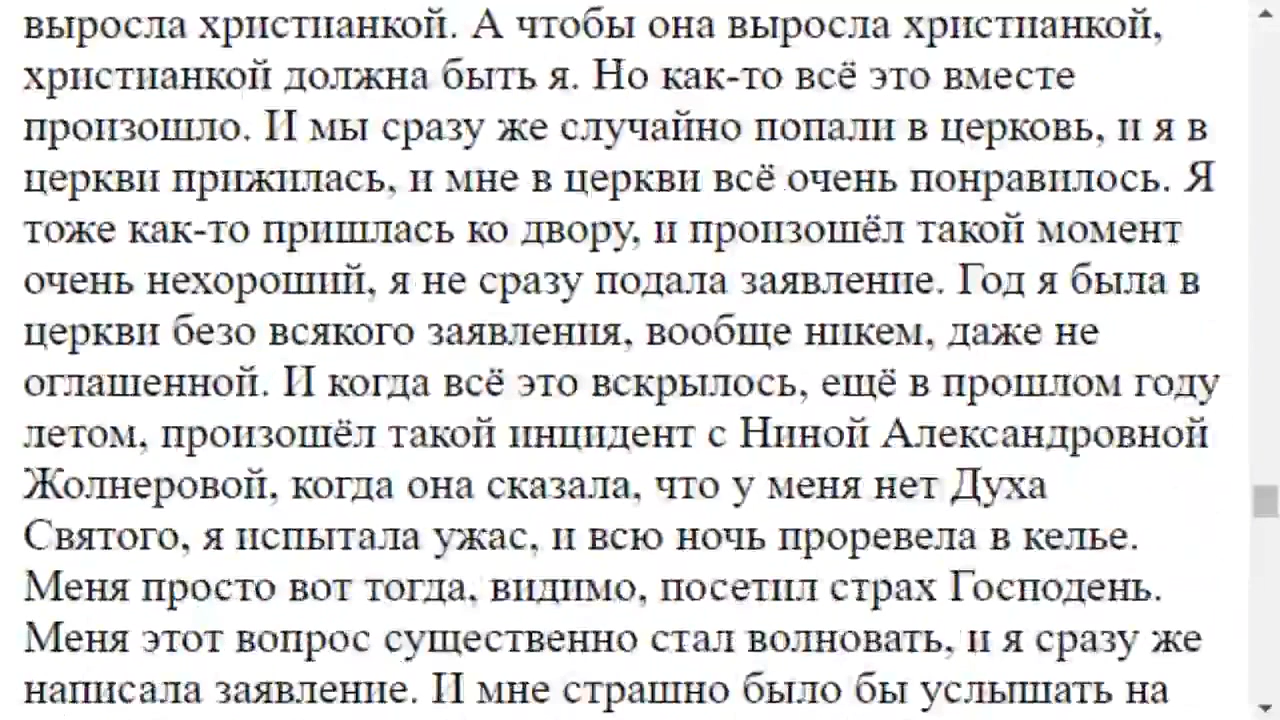 выросла христианкой. А чтобы она выросла христианкой,
христианкой должна быть я. Но как-то всё это вместе
произошло. И мы сразу же случайно попали в церковь, и я в
церкви прижилась, и мне в церкви всё очень понравилось. Я
тоже как-то пришлась ко двору, и произошёл такой момент
очень нехороший, я не сразу подала заявление. Год я была в
церкви безо всякого заявления, вообще никем, даже не
оглашенной. И когда всё это вскрылось, ещё в прошлом году
летом, произошёл такой инцидент с Ниной Александровной
Жолнеровой, когда она сказала, что у меня нет Духа
Святого, я испытала ужас, и всю ночь проревела в келье.
Меня просто вот тогда, видимо, посетил страх Господень.
Меня этот вопрос существенно стал волновать, и я сразу же
написала заявление. И мне страшно было бы услышать на